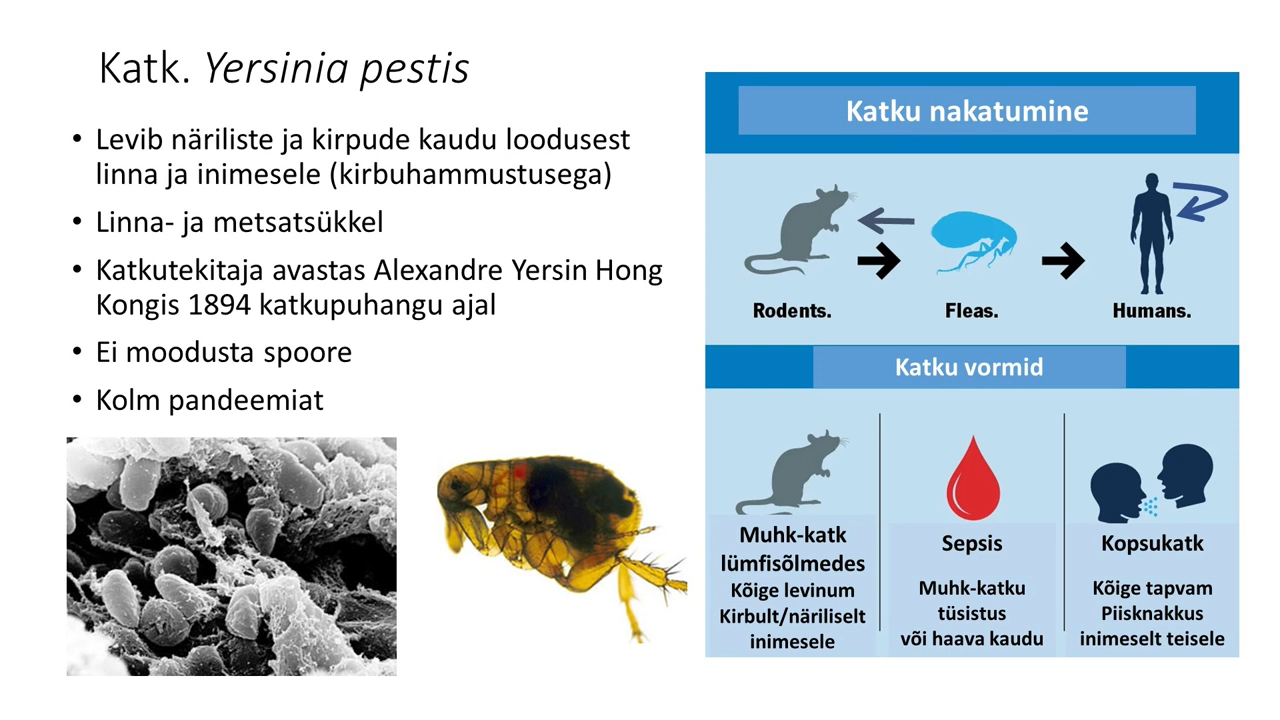 Katk. Yersinia pestis
• Levib näriliste ja kirpude kaudu loodusest
linna ja inimesele (kirbuhammustusega)
• Linna- ja metsatsükkel
• Katkutekitaja avastas Alexandre Yersin Hong
Kongis 1894 katkupuhangu ajal
• Ei moodusta spoore
• Kolm pandeemiat
Katku nakatumine
Rodents.
Fleas.
Humans.
Katku vormid
Muhk-katk
lümfisõlmedes
Kõige levinum
Kirbult/näriliselt
inimesele
Sepsis
Muhk-katku
tüsistus
või haava kaudu
Kopsukatk
Kõige tapvam
Piisknakkus
inimeselt teisele